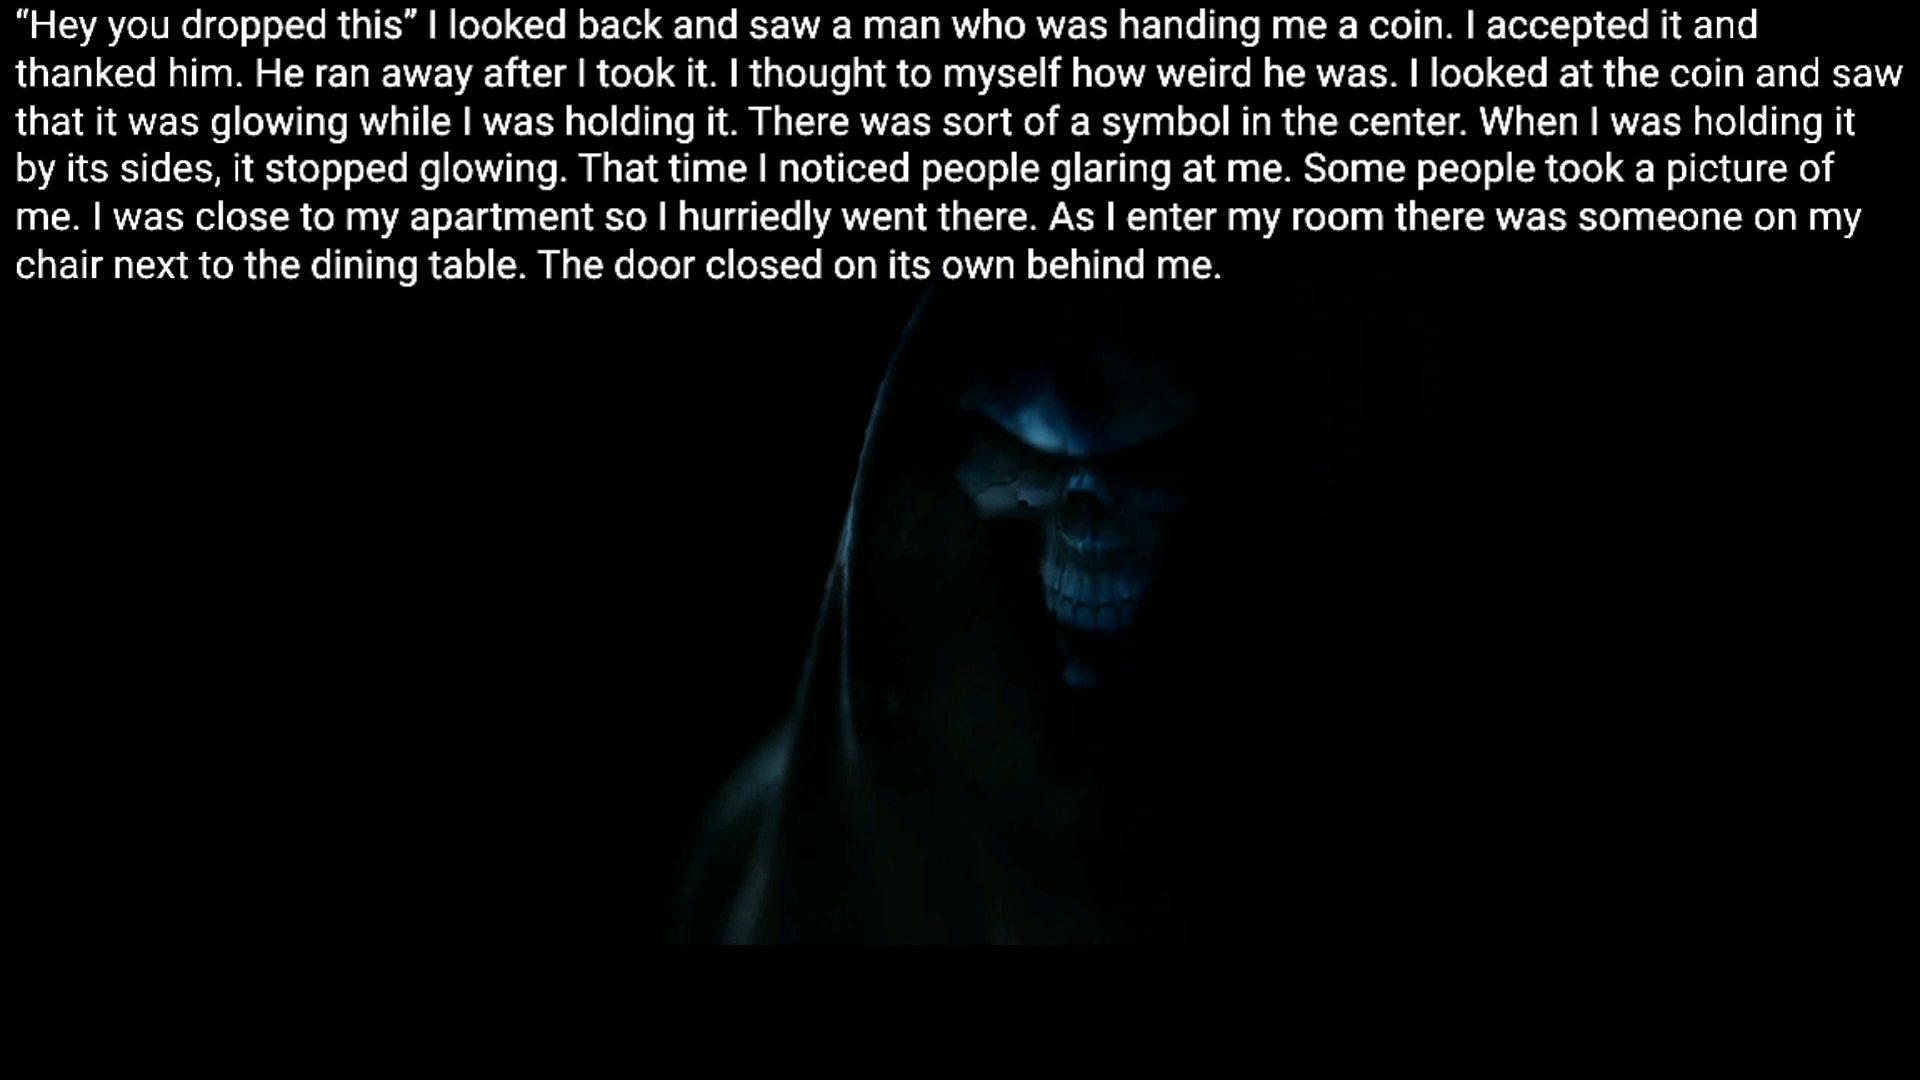 “Hey you dropped this” I looked back and saw a man who was handing me a coin. I accepted it and
thanked him. He ran away after I took it. I thought to myself how weird he was. I looked at the coin and saw
that it was glowing while I was holding it. There was sort of a symbol in the center. When I was holding it
by its sides, it stopped glowing. That time I noticed people glaring at me. Some people took a picture of
me. I was close to my apartment so I hurriedly went there. As I enter my room there was someone on my
chair next to the dining table. The door closed on its own behind me.